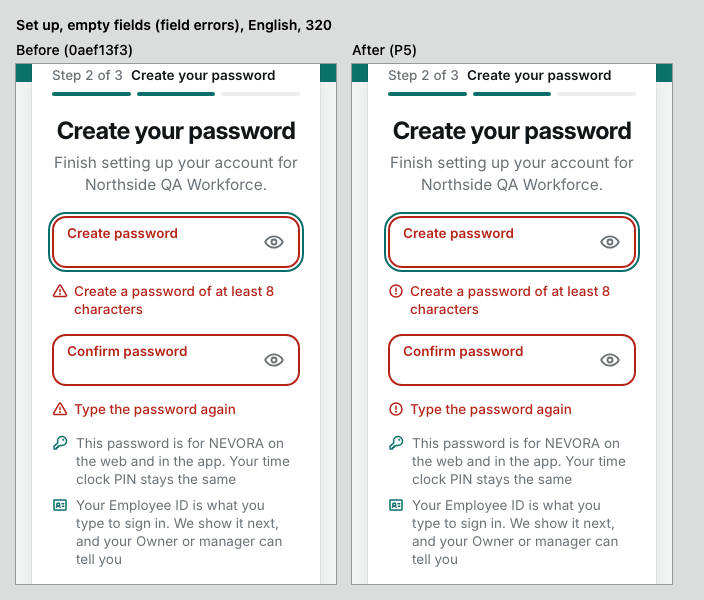 Set up, empty fields (field errors), English, 320
Before (0aef13f3)
Step 2 of 3 Create your password
Create your password
Finish setting up your account for
Northside QA Workforce.
Create password
Create a password of at least 8
characters
Confirm password
Type the password again
This password is for NEVORA on
the web and in the app. Your time
clock PIN stays the same
Your Employee ID is what you
type to sign in. We show it next,
and your Owner or manager can
tell you
After (P5)
Step 2 of 3 Create your password
Create your password
Finish setting up your account for
Northside QA Workforce.
Create password
Create a password of at least 8
characters
Confirm password
Type the password again
This password is for NEVORA on
the web and in the app. Your time
clock PIN stays the same
Your Employee ID is what you
type to sign in. We show it next,
and your Owner or manager can
tell you